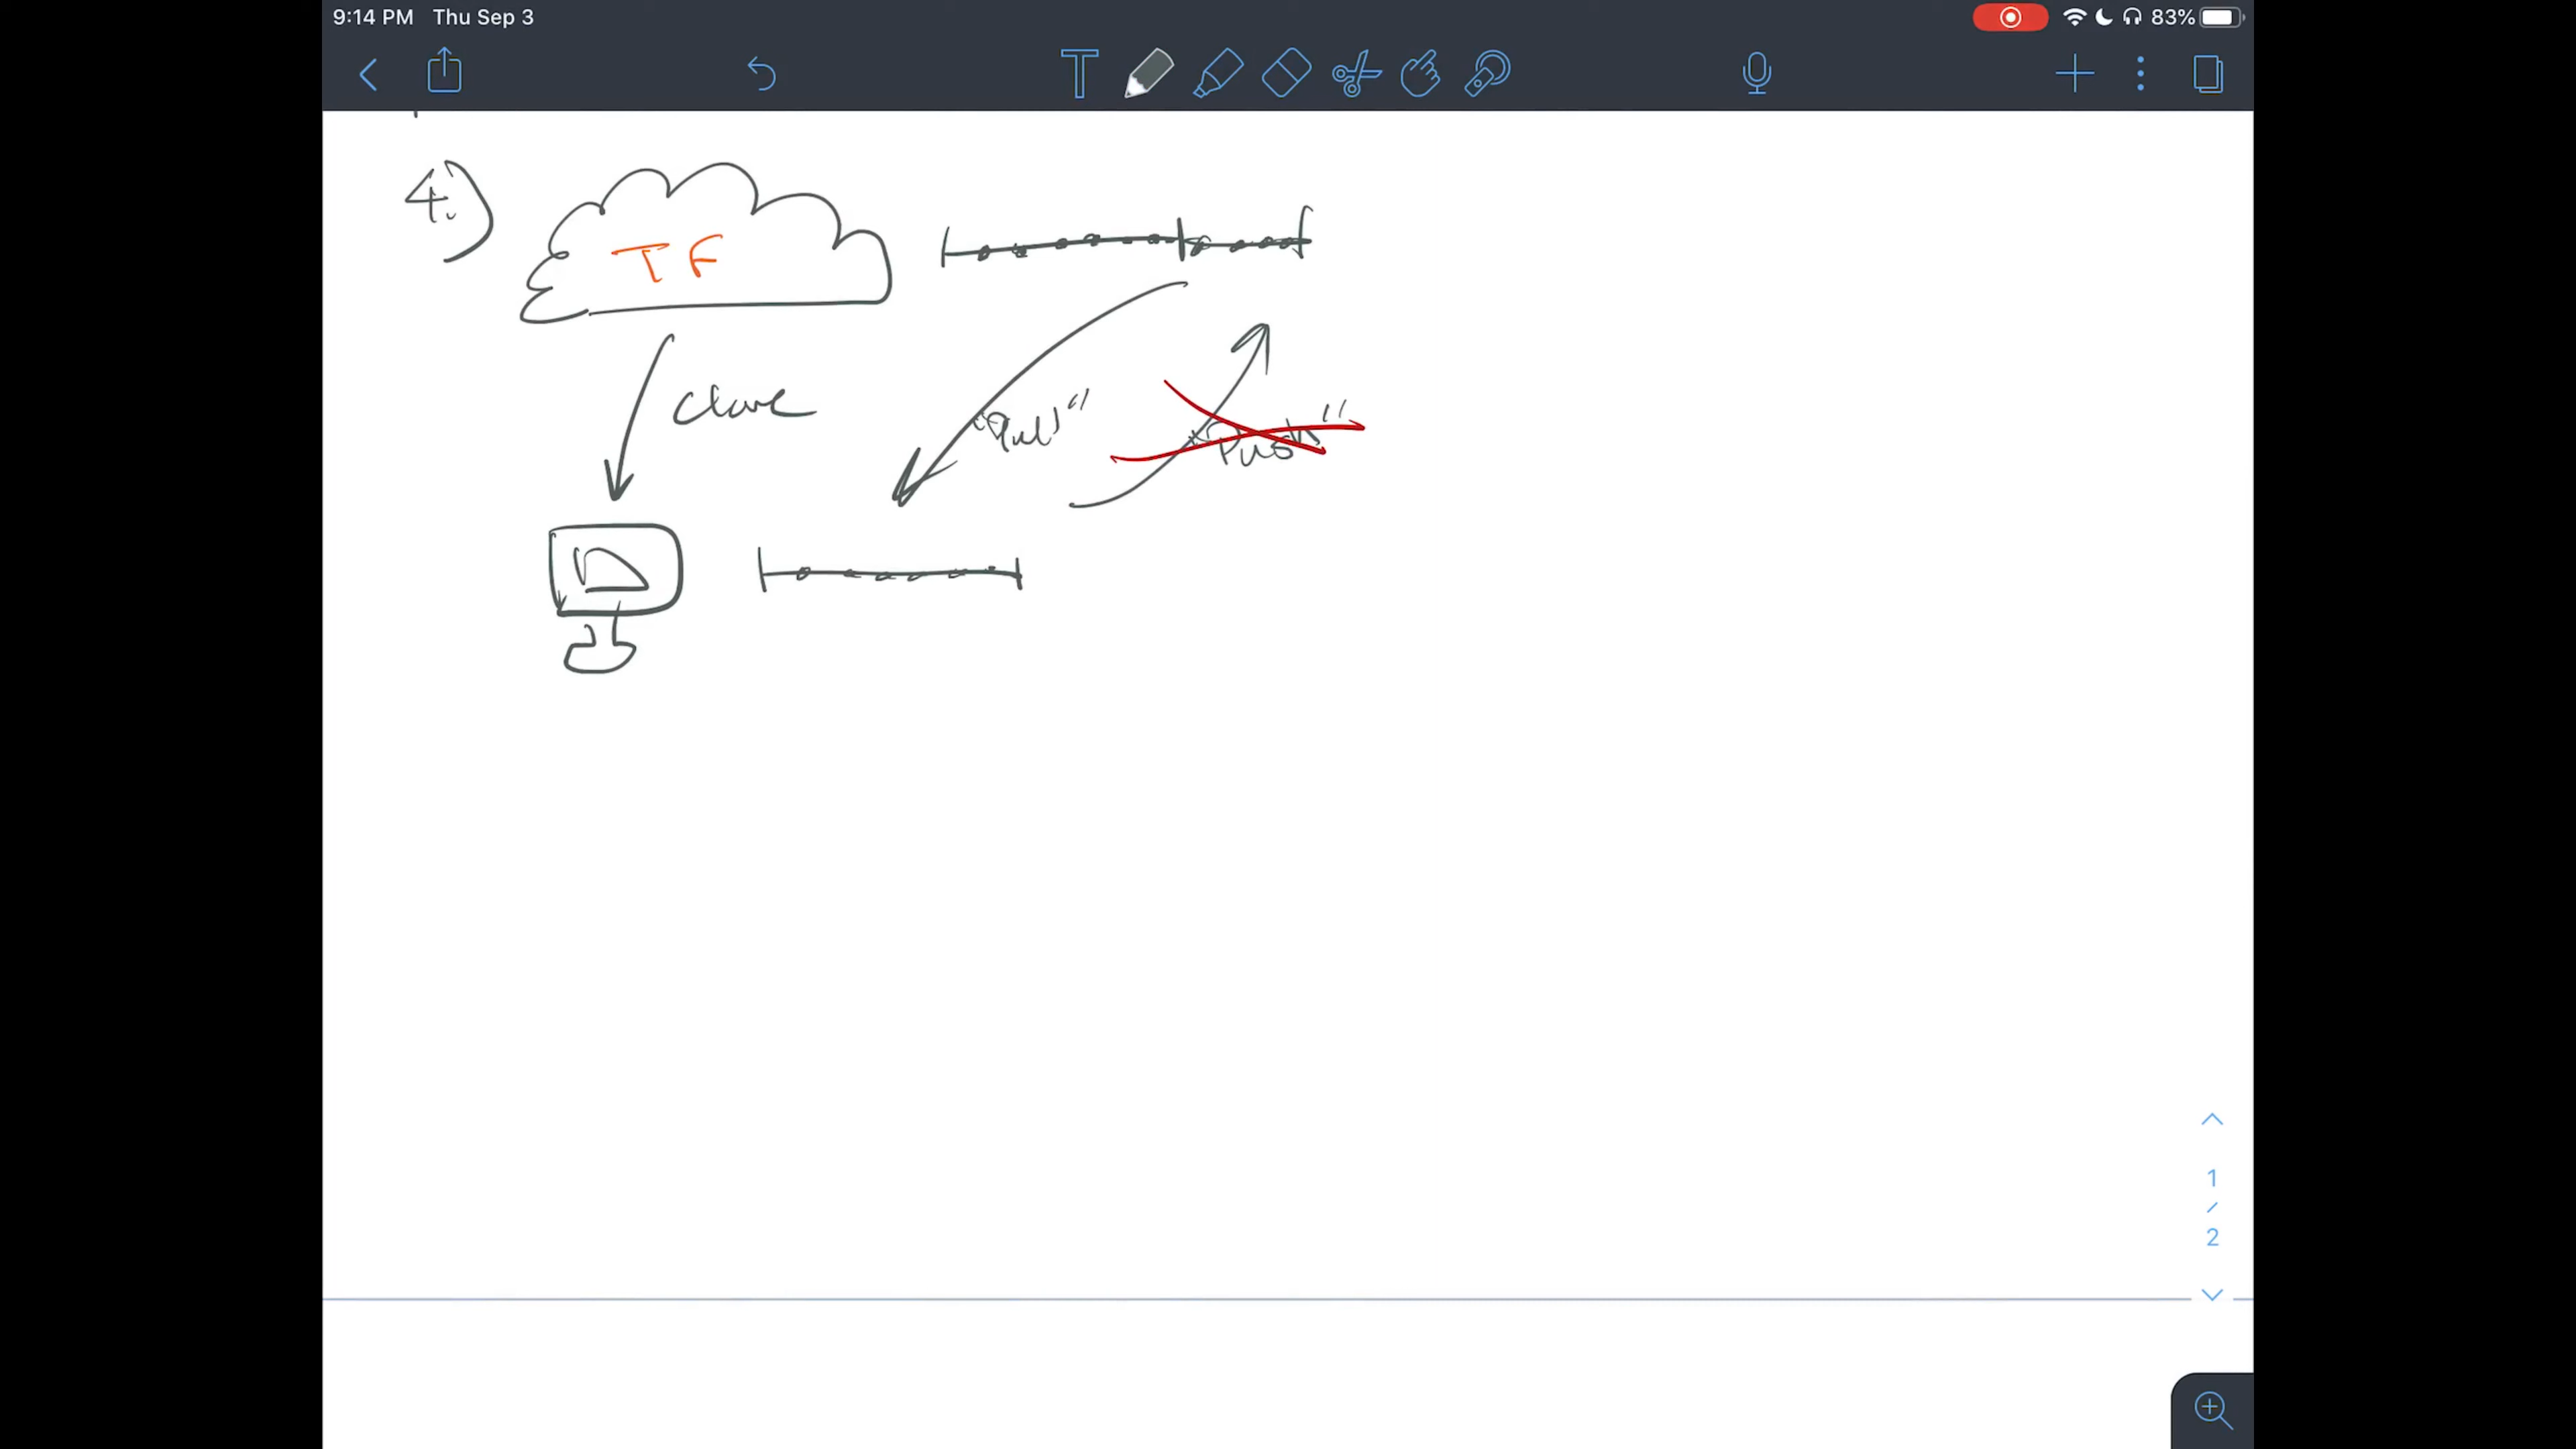 9:14 PM Thu Sep 3
83%
T
4.)
TF
Clone
"Pull"
"Push"
1
/
2